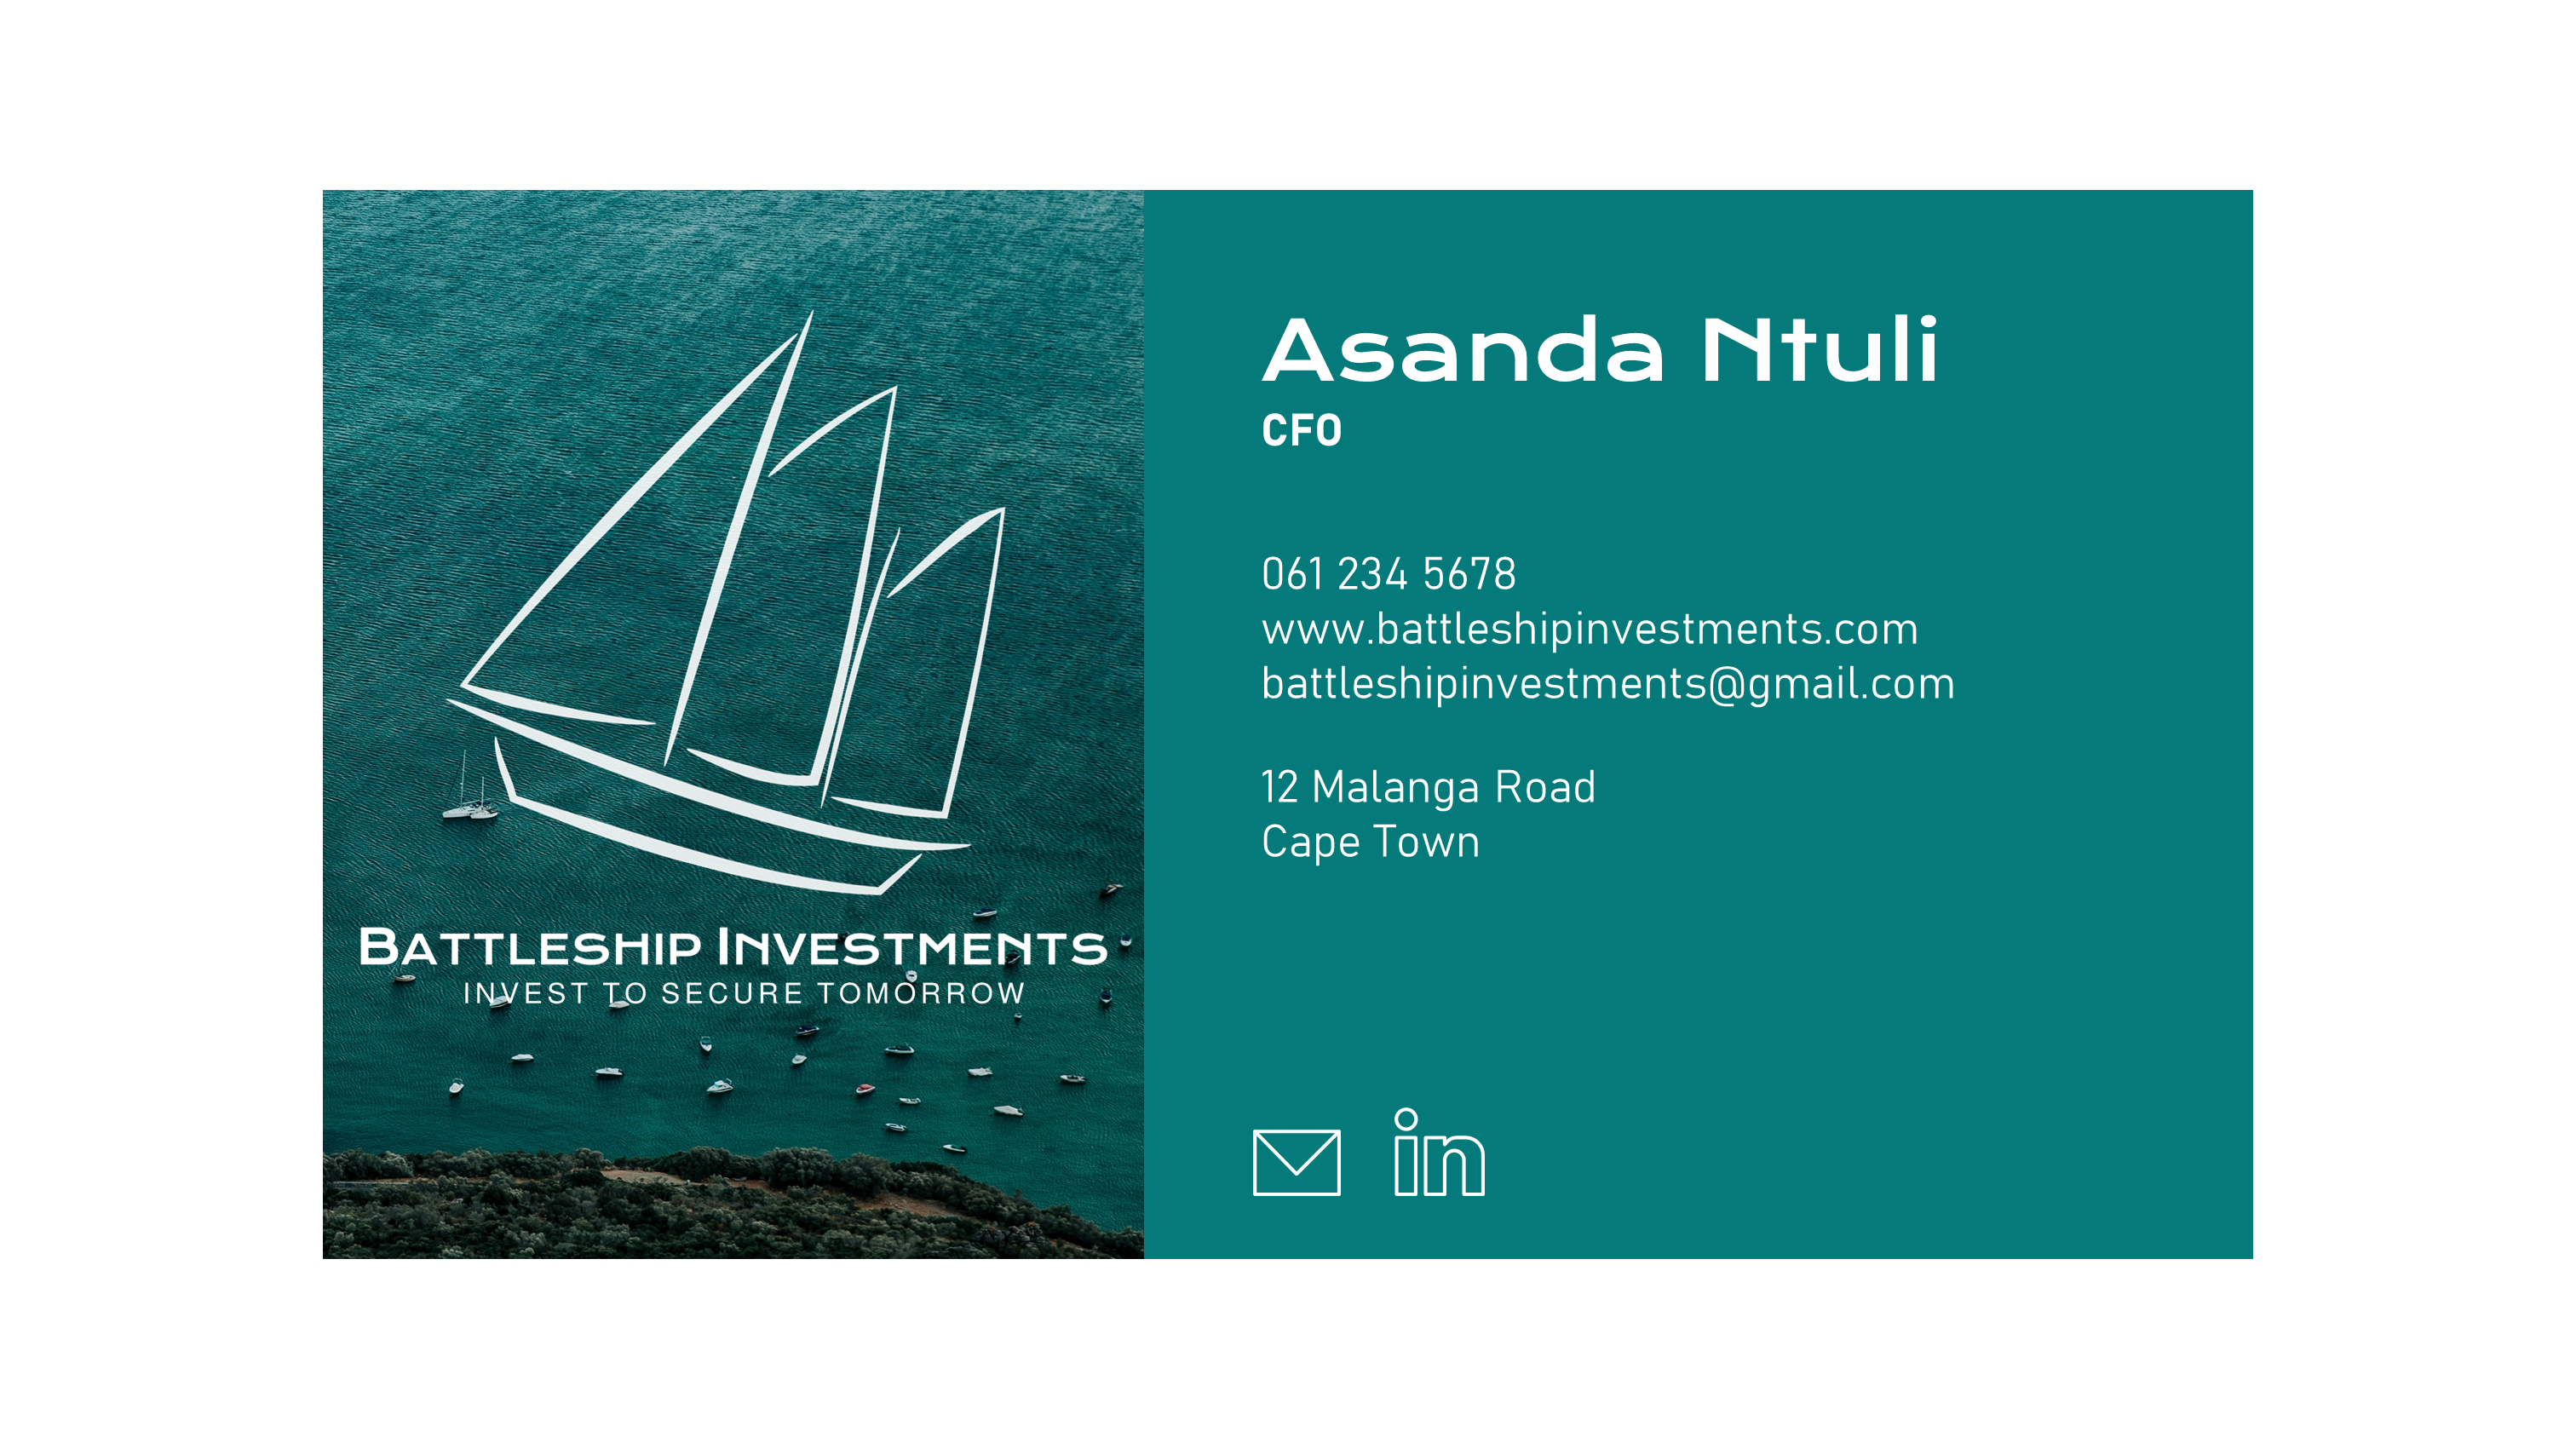 BATTLESHIP INVESTMENTS
INVEST TO SECURE TOMORROW
Asanda Ntuli
CFO
061 234 5678
www.battleshipinvestments.com
battleshipinvestments@gmail.com
12 Malanga Road
Cape Town
in